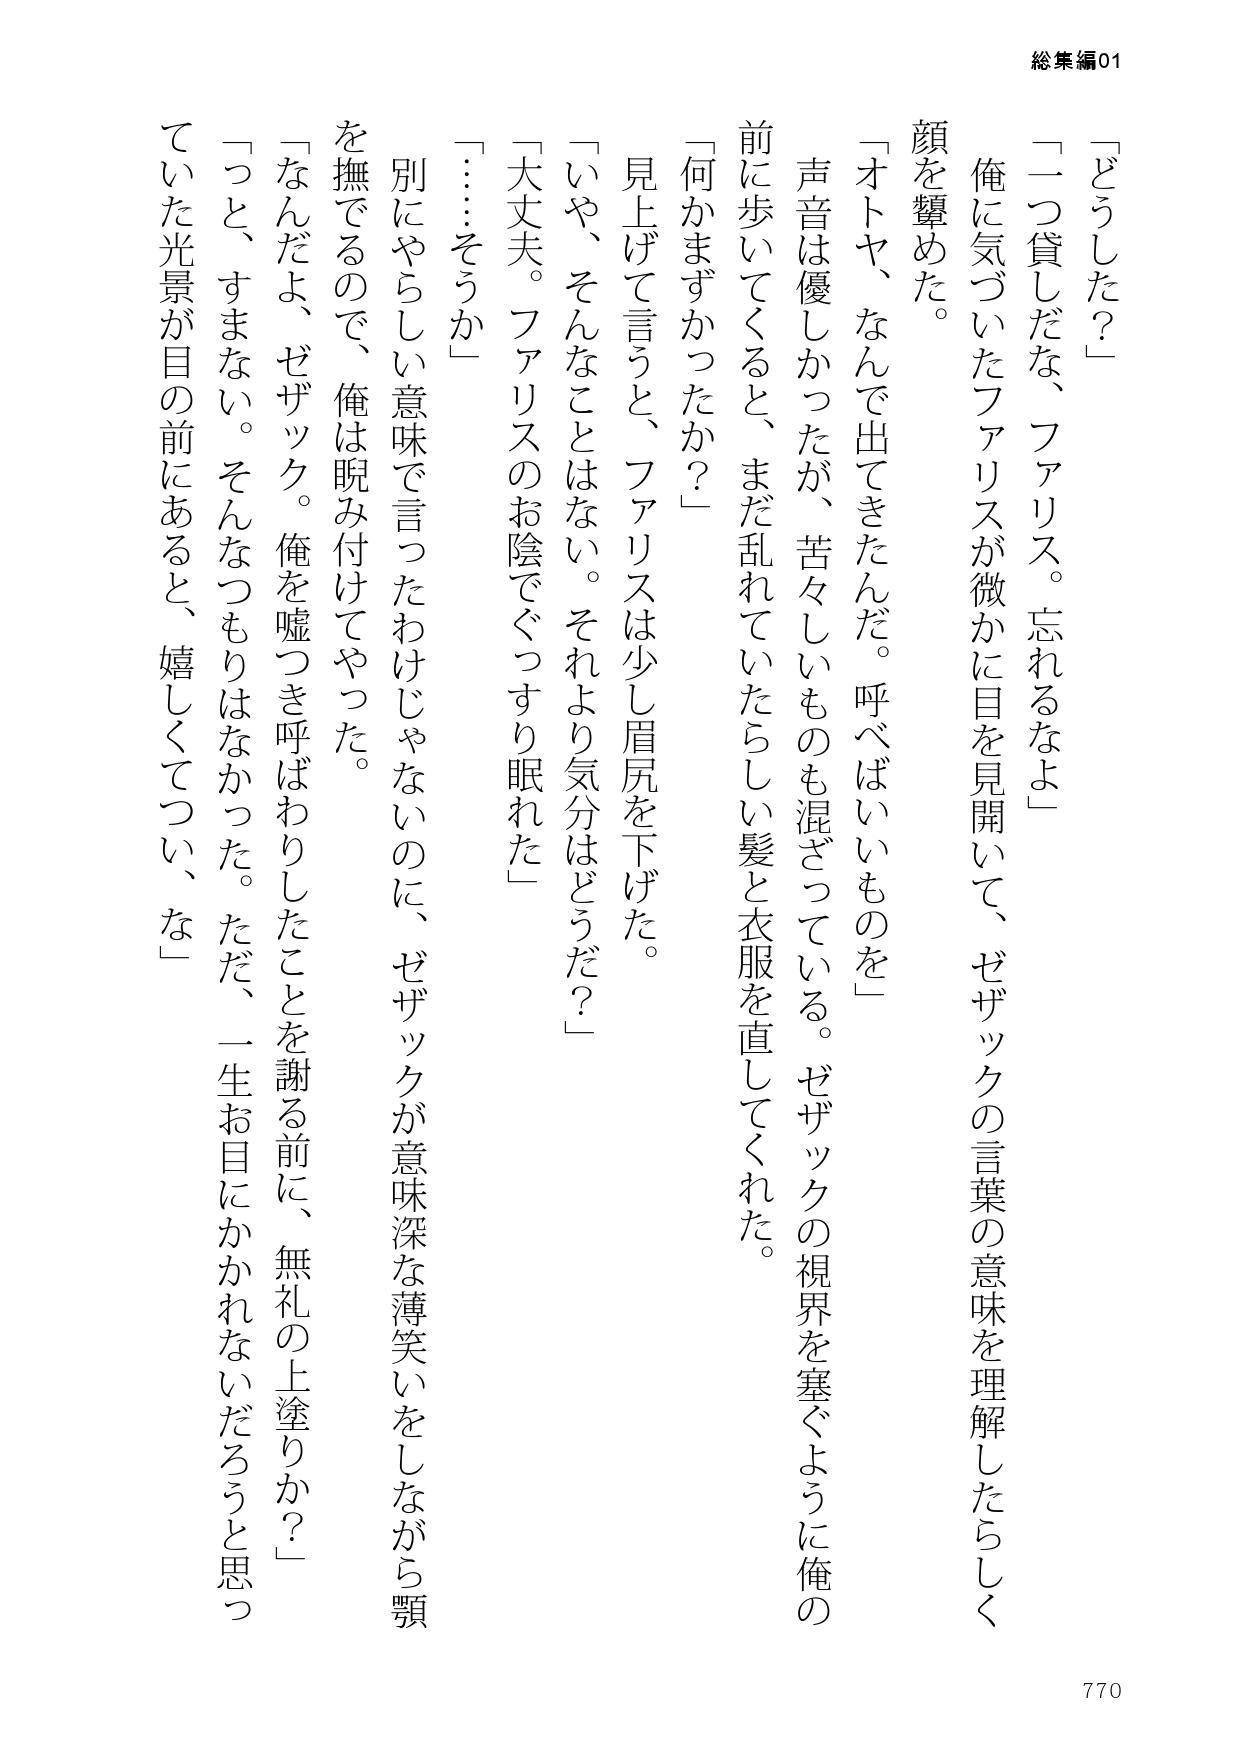 総集編01
「どうした？」
「一つ貸しだな、ファリス。忘れるなよ」
　俺に気づいたファリスが微かに目を見開いて、ゼザックの言葉の意味を理解したらしく
顔を顰めた。
「オトヤ、なんで出てきたんだ。呼べばいいものを」
　声音は優しかったが、苦々しいものも混ざっている。ゼザックの視界を塞ぐように俺の
前に歩いてくると、まだ乱れていたらしい髪と衣服を直してくれた。
「何かまずかったか？」
　見上げて言うと、ファリスは少し眉尻を下げた。
「いや、そんなことはない。それより気分はどうだ？」
「大丈夫。ファリスのお陰でぐっすり眠れた」
「……そうか」
　別にやらしい意味で言ったわけじゃないのに、ゼザックが意味深な薄笑いをしながら顎
を撫でるので、俺は睨み付けてやった。
「なんだよ、ゼザック。俺を嘘つき呼ばわりしたことを謝る前に、無礼の上塗りか？」
「っと、すまない。そんなつもりはなかった。ただ、一生お目にかかれないだろうと思っ
ていた光景が目の前にあると、嬉しくてつい、な」
770